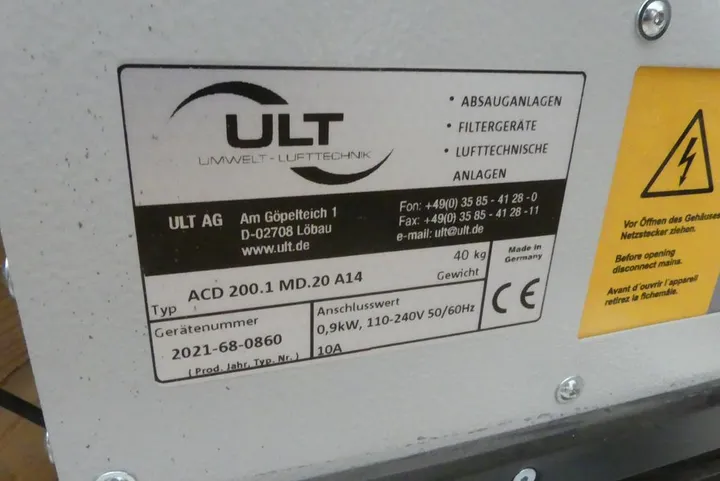 ULT
UMWELT - LUFTTECHNIK
• ABSAUGANLAGEN
• FILTERGERÄTE
• LUFTTECHNISCHE
ANLAGEN
ULT AG
Am Göpelteich 1
D-02708 Löbau
www.ult.de
Fon: +49(0) 35 85 - 41 28 - 0
Fax: +49(0) 35 85 - 41 28 - 11
e-mail: ult@ult.de
Typ ACD 200.1 MD.20 A14
40 kg
Gewicht
Made in
Germany
CE
Gerätenummer
2021-68-0860
(Prod. Jahr, Typ. Nr.)
Anschlusswert
0,9kW, 110-240V 50/60Hz
10A
Vor Öffnen des Gehäuses
Netzstecker ziehen.
Before opening
disconnect mains.
Avant d'ouvrir l'appareil
retirez la fichemâle.